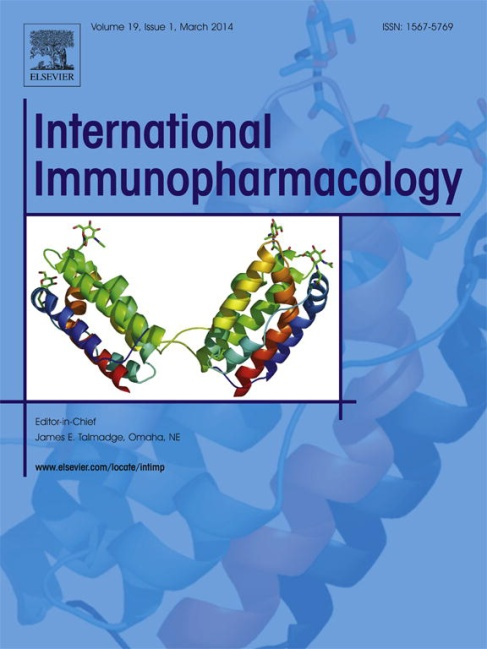 Volume 19, Issue 1, March 2014
ISSN: 1567-5769
ELSEVIER
International
Immunopharmacology
Editor-in-Chief
James E. Talmadge, Omaha, NE
www.elsevier.com/locate/intimp